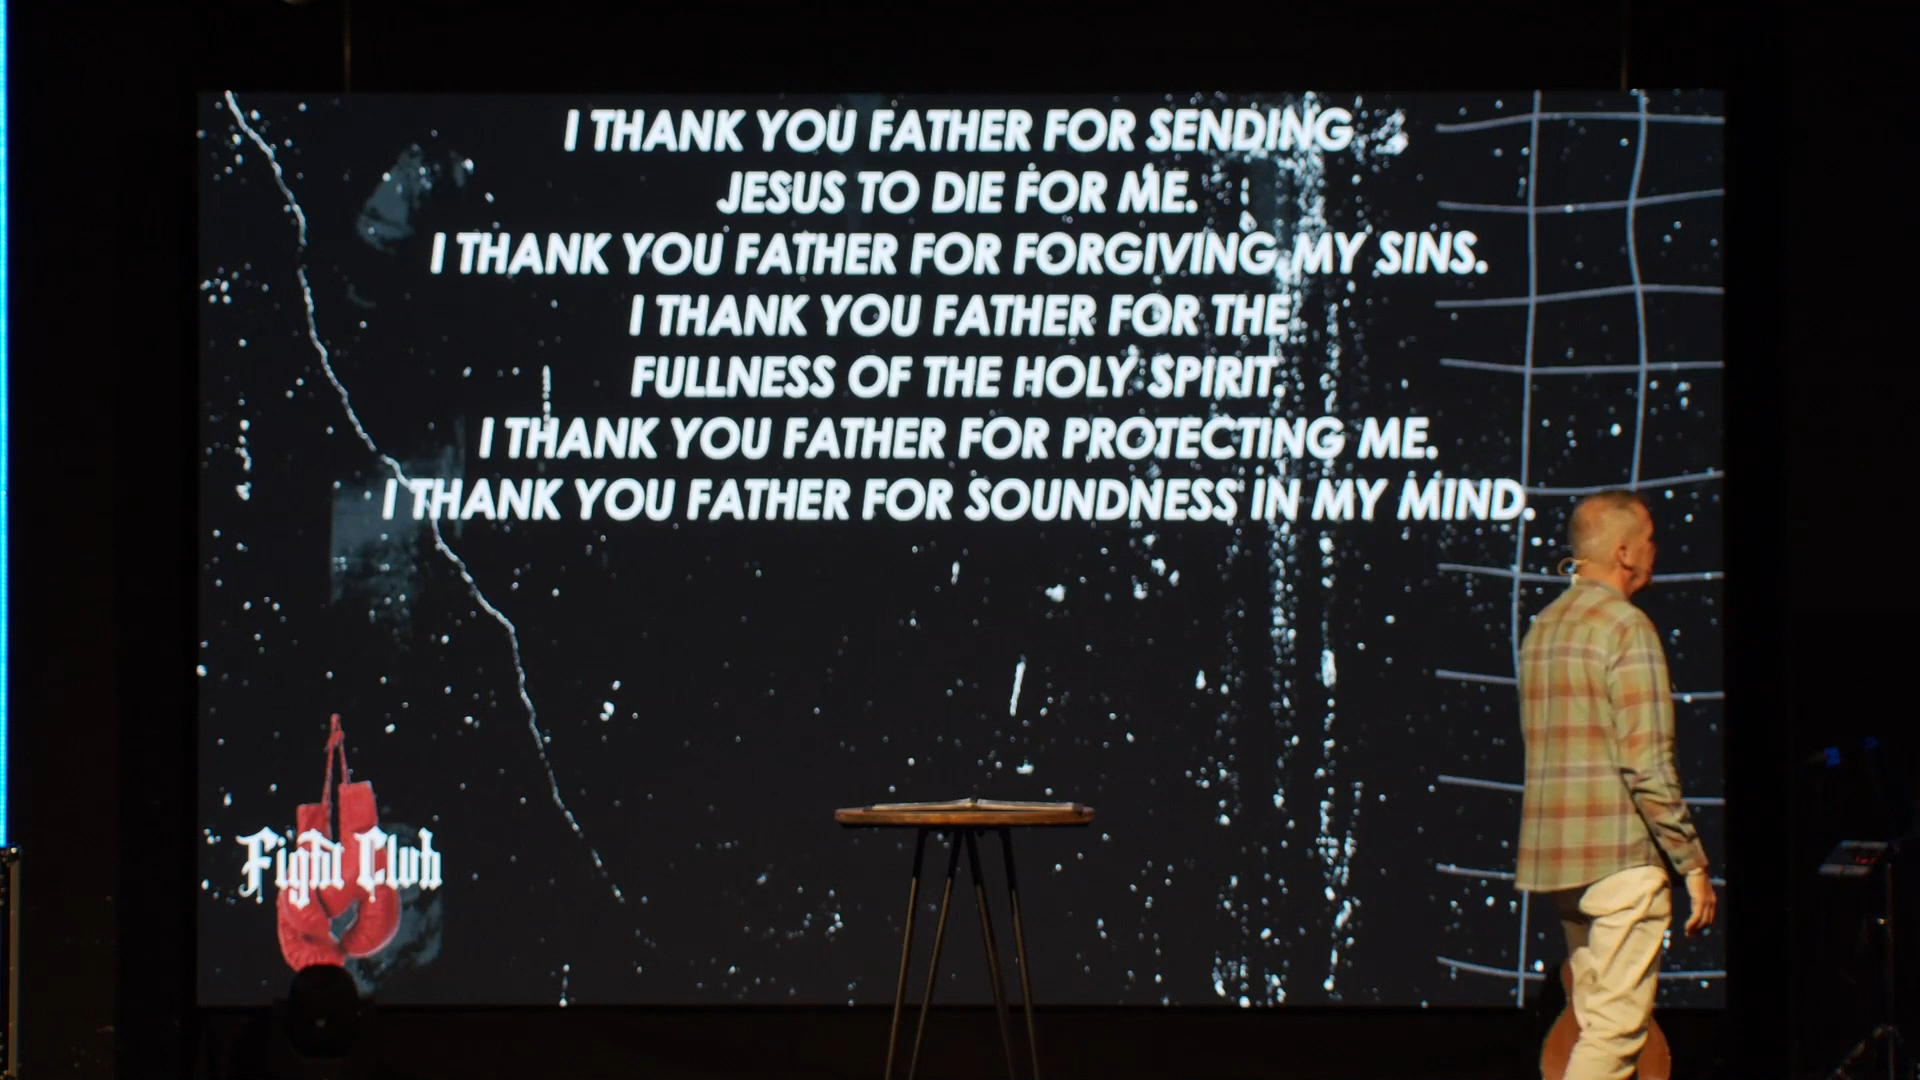 I THANK YOU FATHER FOR SENDING
JESUS TO DIE FOR ME.
I THANK YOU FATHER FOR FORGIVING MY SINS.
I THANK YOU FATHER FOR THE
FULLNESS OF THE HOLY SPIRIT.
I THANK YOU FATHER FOR PROTECTING ME.
I THANK YOU FATHER FOR SOUNDNESS IN MY MIND.
Fight Club